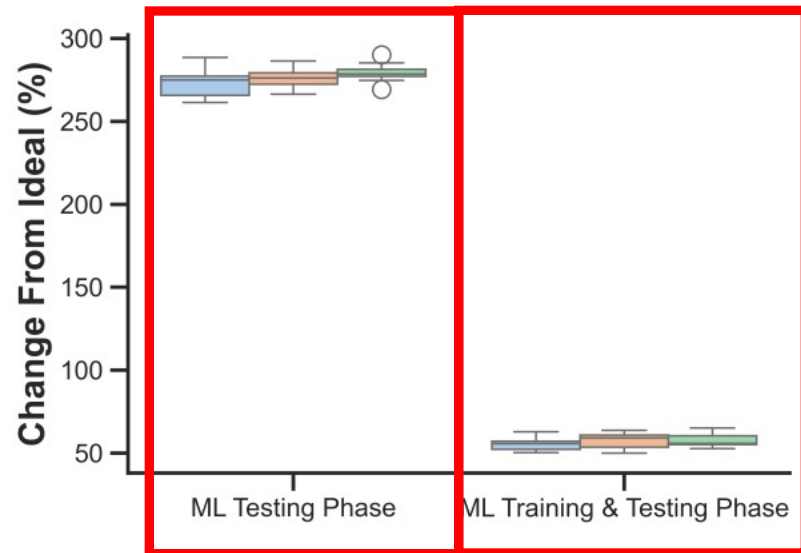 Change From Ideal (%)
300
250
200
150
100
50
ML Testing Phase
ML Training & Testing Phase